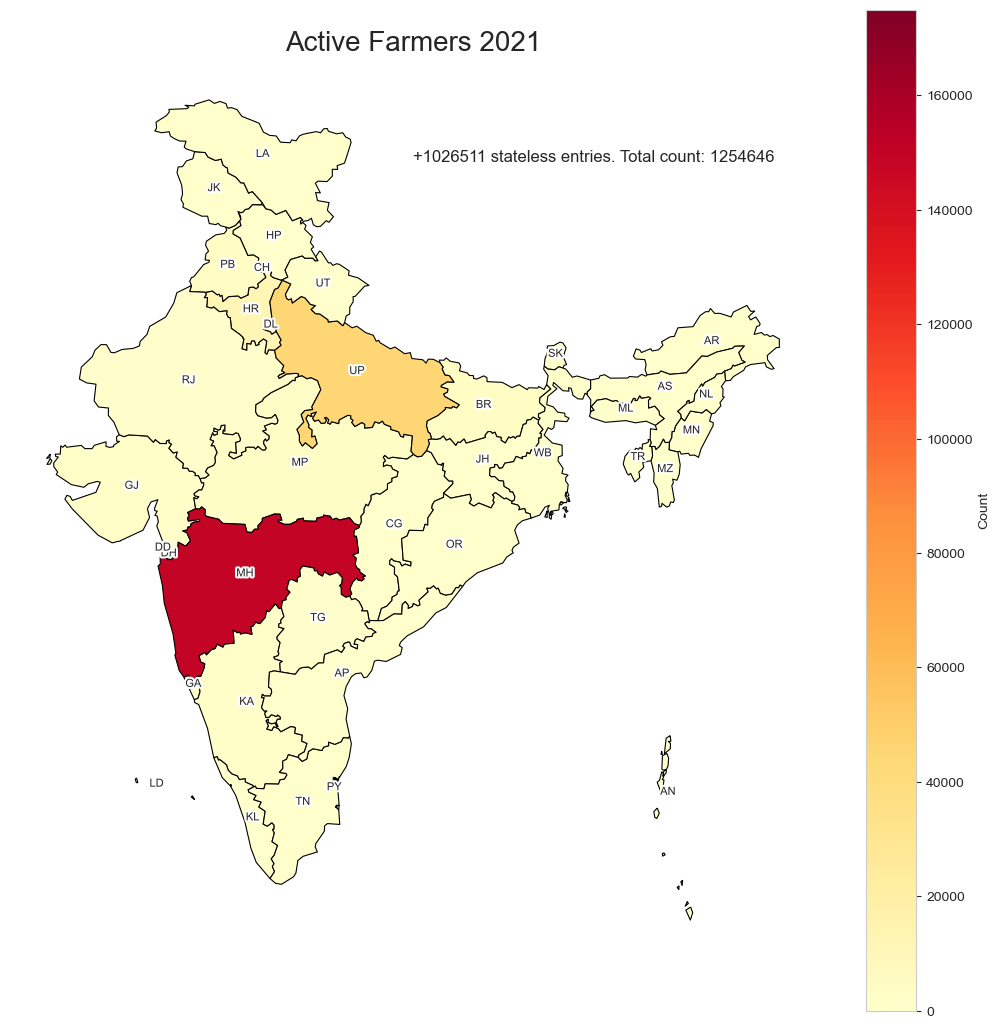 Active Farmers 2021
+1026511 stateless entries. Total count: 1254646
LA
JK
HP
PB
CH
UT
HR
DL
RJ
UP
SK
AR
AS
NL
BR
ML
MN
MP
JH
WB
TR
MZ
GJ
CG
OR
DD
DH
MH
TG
GA
KA
AP
LD
PY
TN
KL
AN
160000
140000
120000
100000
80000
60000
40000
20000
0
Count